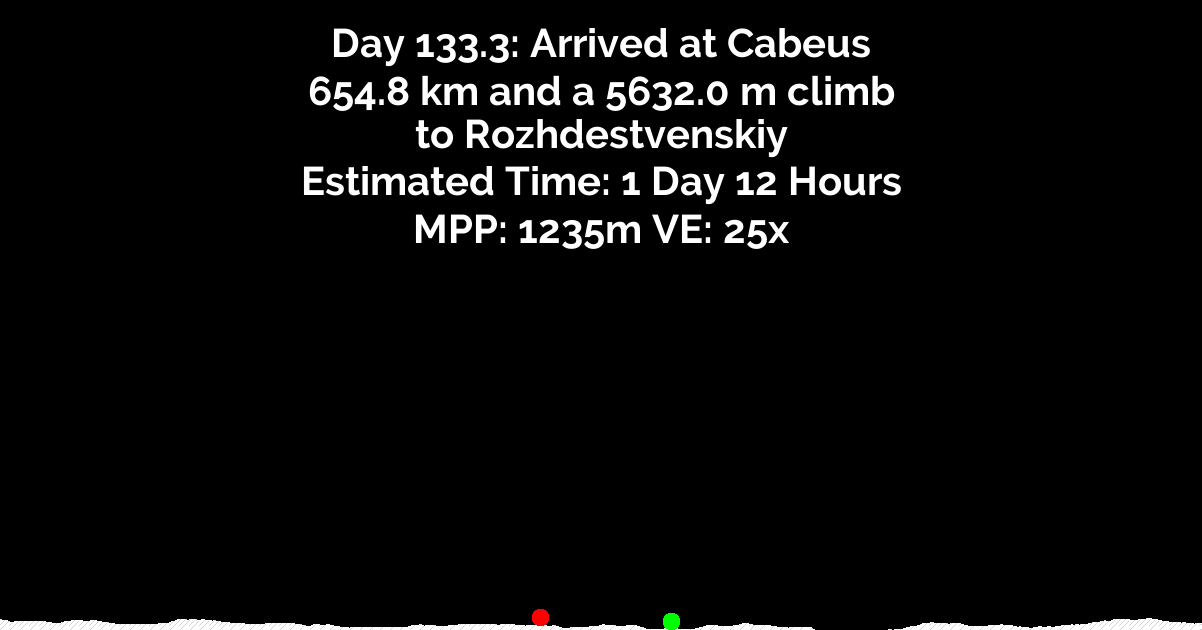 Day 133.3: Arrived at Cabeus
654.8 km and a 5632.0 m climb
to Rozhdestvenskiy
Estimated Time: 1 Day 12 Hours
MPP: 1235m VE: 25x